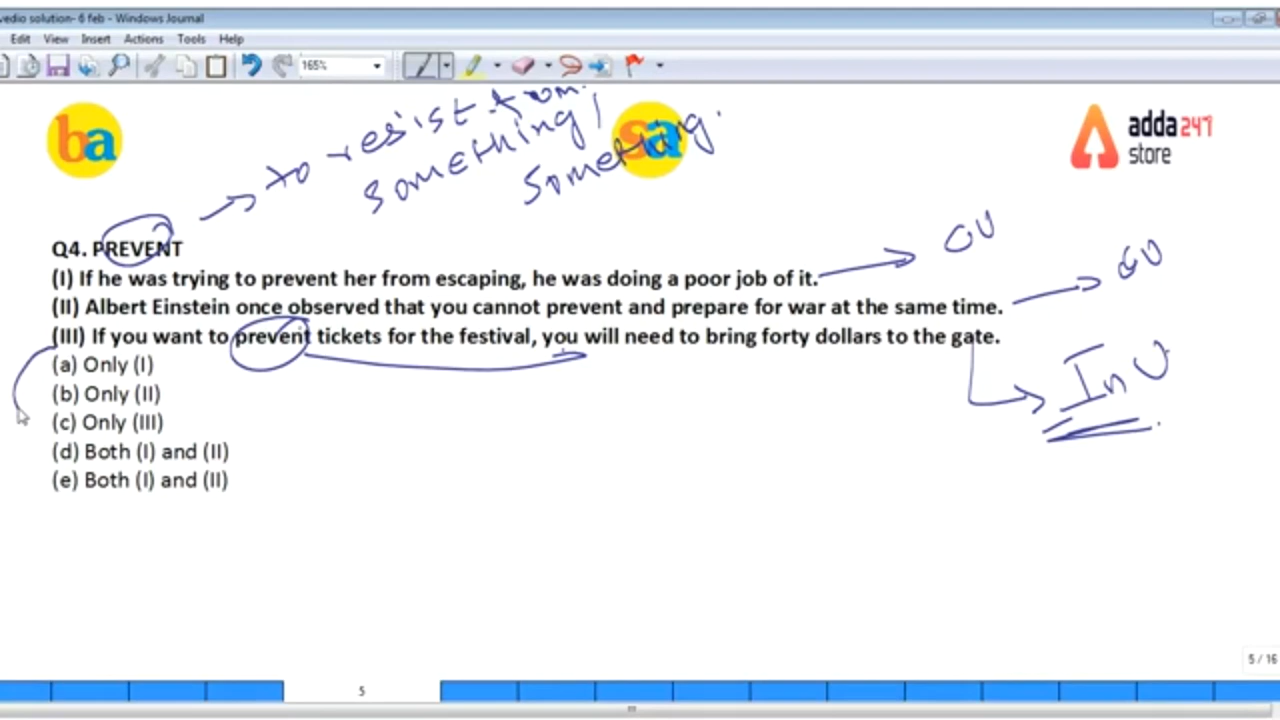 vedio solution- 6 feb - Windows Journal
Edit View Insert Actions Tools Help
165%
to resist from
something /
something.
ba
sa
adda 247
store
Q4. PREVENT
(I) If he was trying to prevent her from escaping, he was doing a poor job of it.
(II) Albert Einstein once observed that you cannot prevent and prepare for war at the same time.
(III) If you want to prevent tickets for the festival, you will need to bring forty dollars to the gate.
In U
(a) Only (I)
(b) Only (II)
(c) Only (III)
(d) Both (I) and (II)
(e) Both (I) and (II)
5 / 16
5